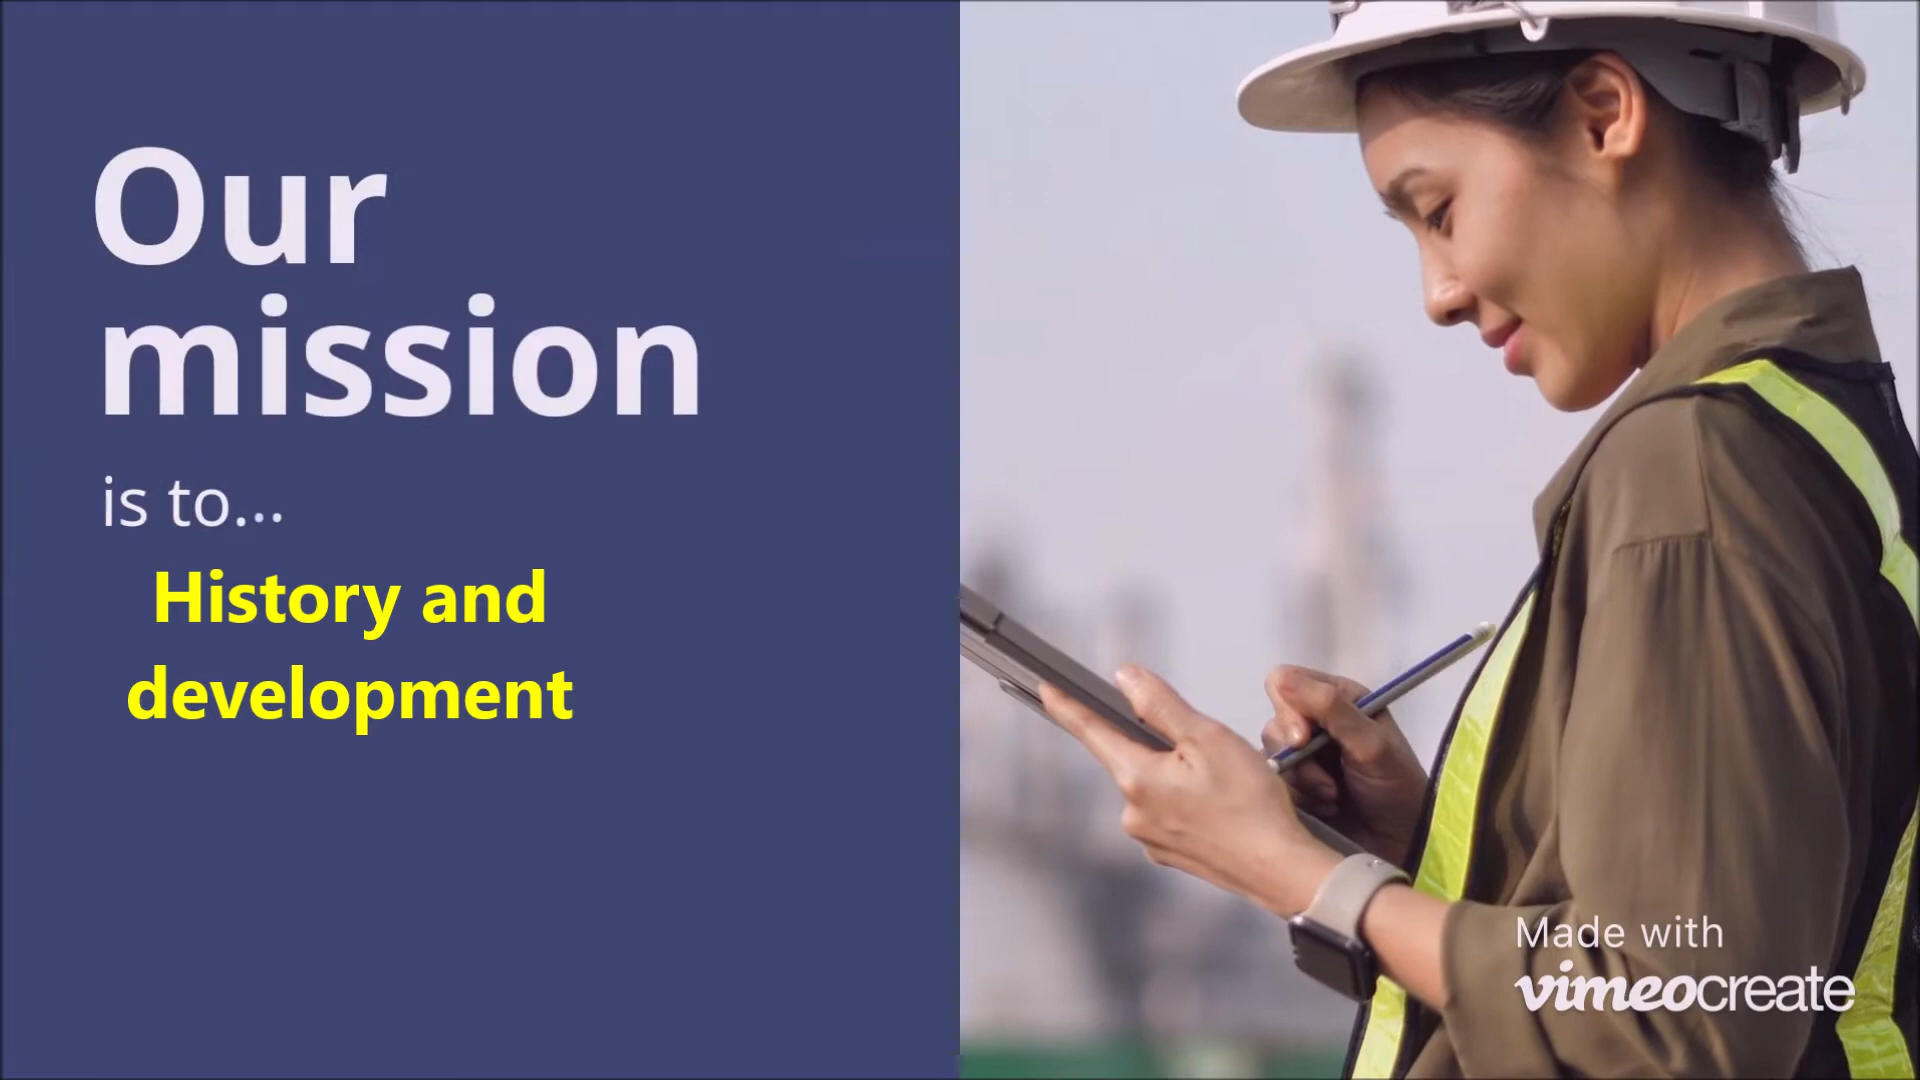 Our
mission
is to...
History and
development
Made with
vimeocreate